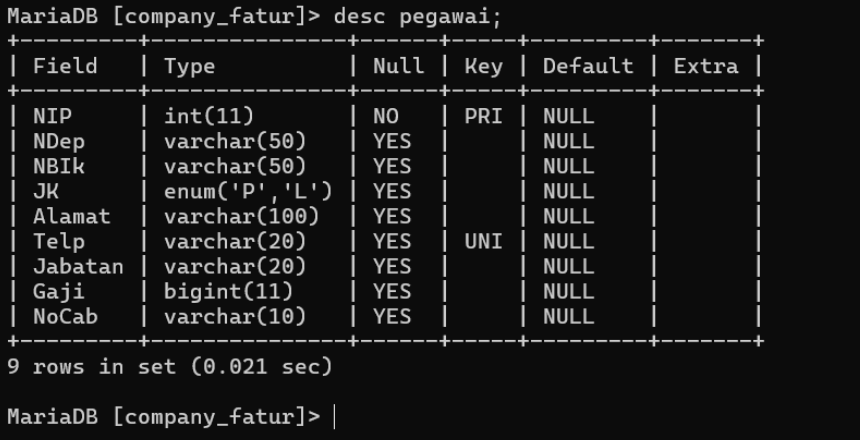 MariaDB [company_fatur]> desc pegawai;
+---------+---------------+------+-----+---------+-------+
| Field   | Type          | Null | Key | Default | Extra |
+---------+---------------+------+-----+---------+-------+
| NIP     | int(11)       | NO   | PRI | NULL    |       |
| NDep    | varchar(50)   | YES  |     | NULL    |       |
| NBIk    | varchar(50)   | YES  |     | NULL    |       |
| JK      | enum('P','L') | YES  |     | NULL    |       |
| Alamat  | varchar(100)  | YES  |     | NULL    |       |
| Telp    | varchar(20)   | YES  | UNI | NULL    |       |
| Jabatan | varchar(20)   | YES  |     | NULL    |       |
| Gaji    | bigint(11)    | YES  |     | NULL    |       |
| NoCab   | varchar(10)   | YES  |     | NULL    |       |
+---------+---------------+------+-----+---------+-------+
9 rows in set (0.021 sec)
MariaDB [company_fatur]>